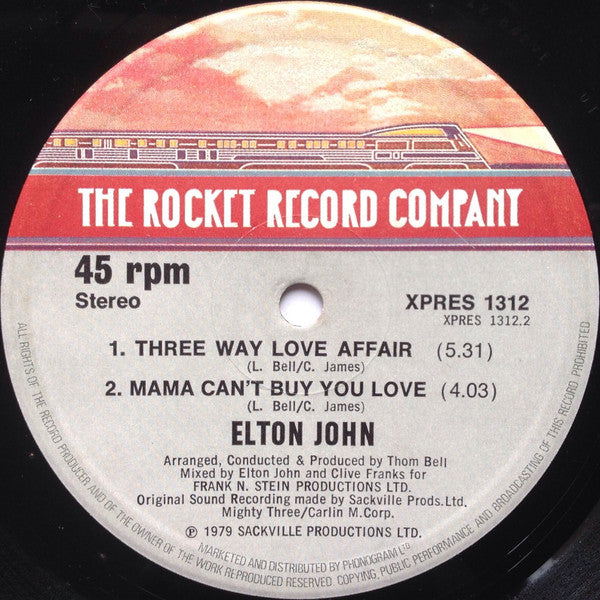 THE ROCKET RECORD COMPANY
45 rpm
Stereo
XPRES 1312
XPRES 1312.2
1. THREE WAY LOVE AFFAIR (5.31)
(L. Bell/C. James)
2. MAMA CAN'T BUY YOU LOVE (4.03)
(L. Bell/C. James)
ELTON JOHN
Arranged, Conducted & Produced by Thom Bell
Mixed by Elton John and Clive Franks for
FRANK N. STEIN PRODUCTIONS LTD.
Original Sound Recording made by Sackville Prods.Ltd.
Mighty Three/Carlin M.Corp.
℗ 1979 SACKVILLE PRODUCTIONS LTD.
MARKETED AND DISTRIBUTED BY PHONOGRAM LTD
ALL RIGHTS OF THE RECORD PRODUCER AND OF THE OWNER OF THE WORK REPRODUCED RESERVED. COPYING, PUBLIC PERFORMANCE AND BROADCASTING OF THIS RECORD PROHIBITED